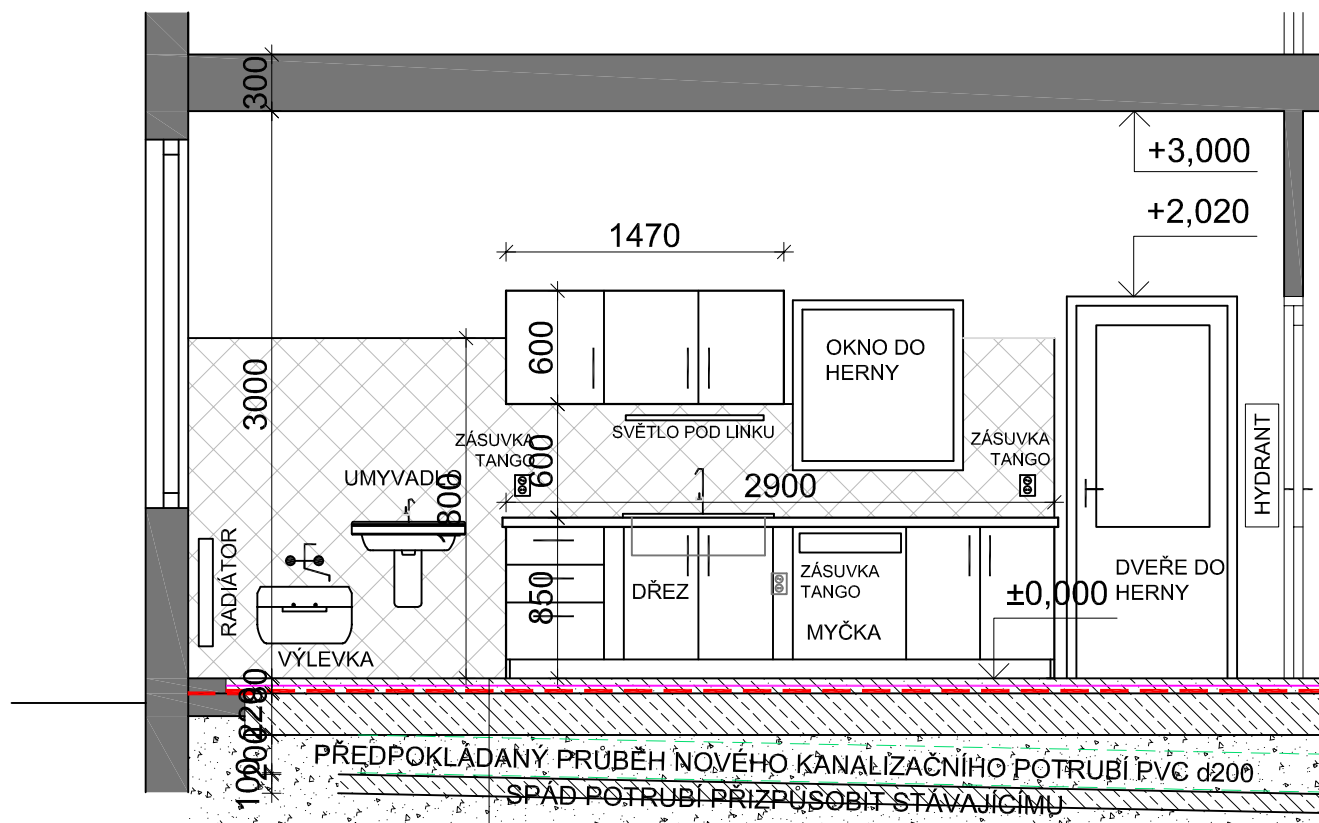 300
+3,000
+2,020
1470
600
OKNO DO
HERNY
3000
SVĚTLO POD LINKU
ZÁSUVKA
TANGO
600
ZÁSUVKA
TANGO
UMYVADLO
2900
HYDRANT
RADIÁTOR
850
DŘEZ
ZÁSUVKA
TANGO
MYČKA
±0,000
DVEŘE DO
HERNY
VÝLEVKA
PŘEDPOKLÁDANÝ PRŮBĚH NOVÉHO KANALIZAČNÍHO POTRUBÍ PVC d200
SPÁD POTRUBÍ PŘIZPŮSOBIT STÁVAJÍCÍMU